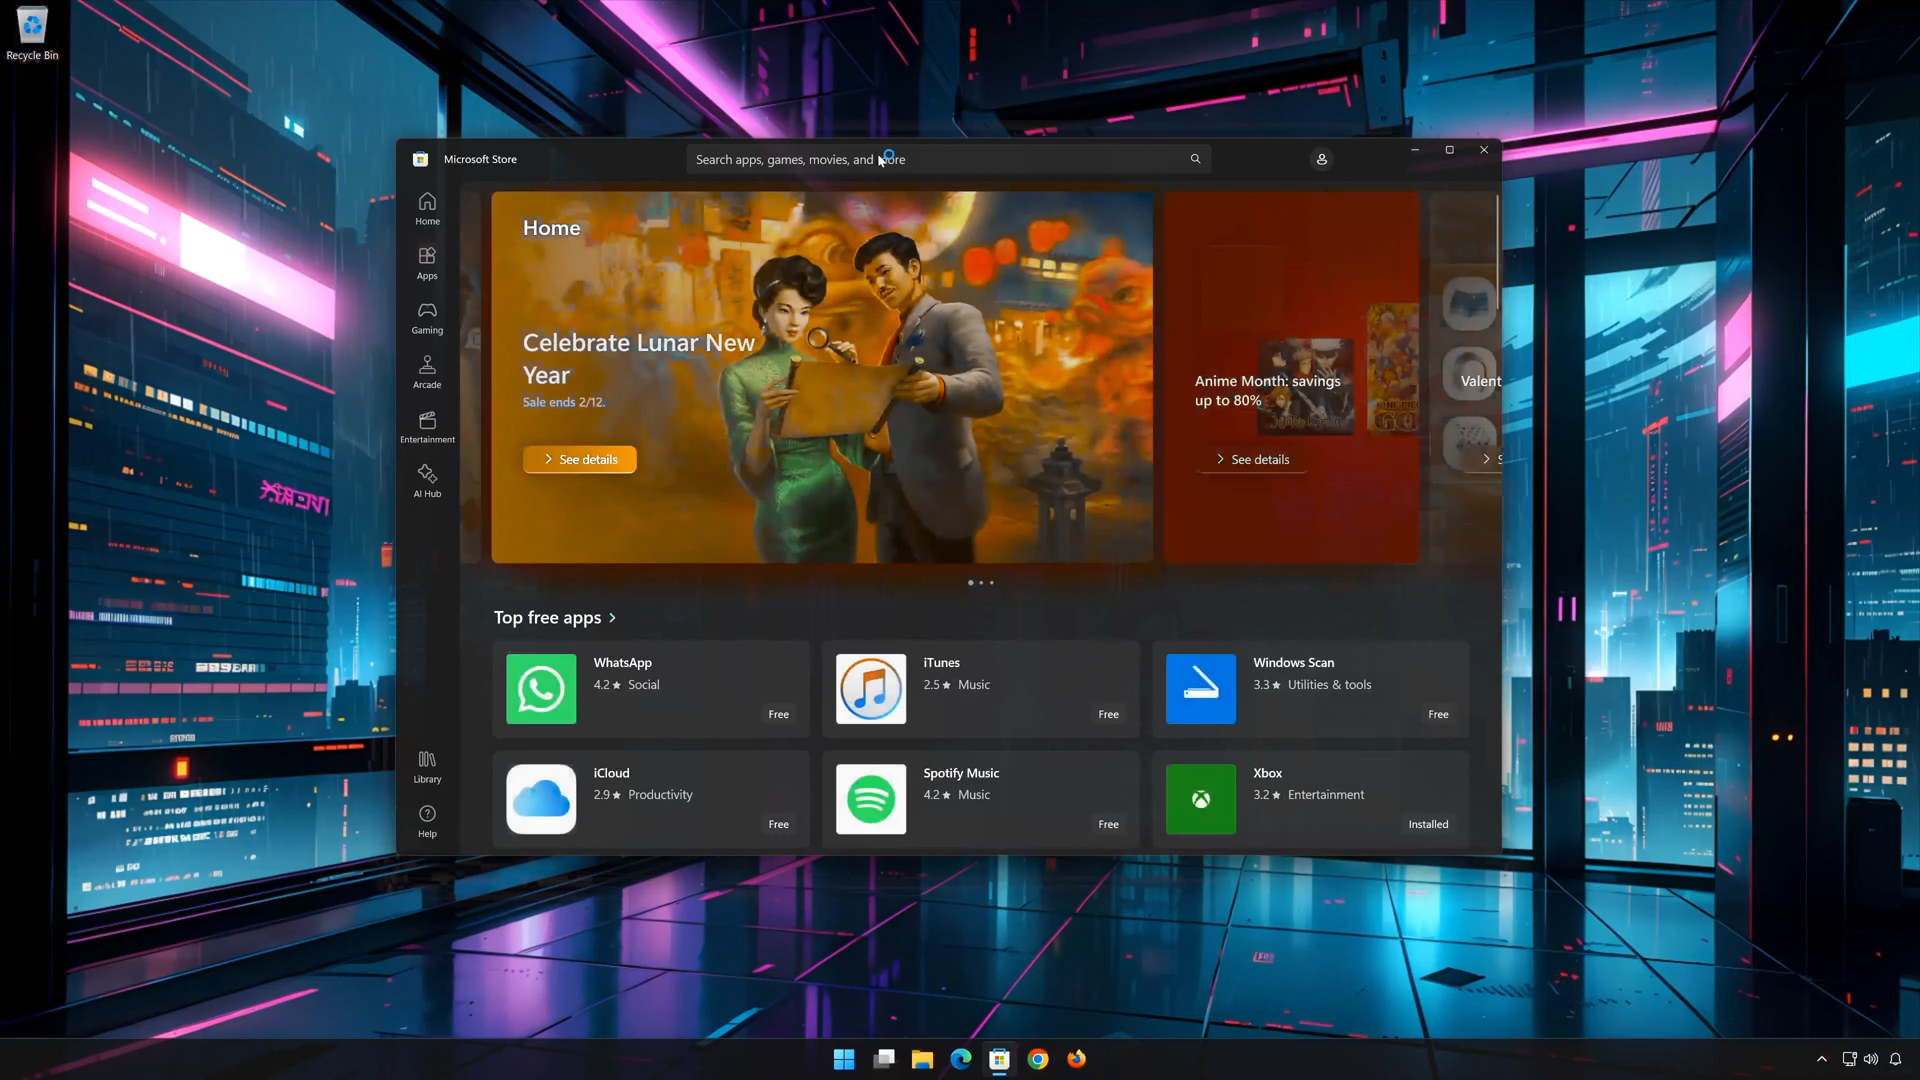 Recycle Bin
Microsoft Store
Search apps, games, movies, and more
Home
Apps
Gaming
Arcade
Entertainment
AI Hub
Library
Help
Home
Celebrate Lunar New
Year
Sale ends 2/12.
See details
Anime Month: savings
up to 80%
See details
Valent
S
Top free apps
WhatsApp
4.2★ Social
Free
iTunes
2.5★ Music
Free
Windows Scan
3.3★ Utilities & tools
Free
iCloud
2.9★ Productivity
Free
Spotify Music
4.2★ Music
Free
Xbox
3.2★ Entertainment
Installed